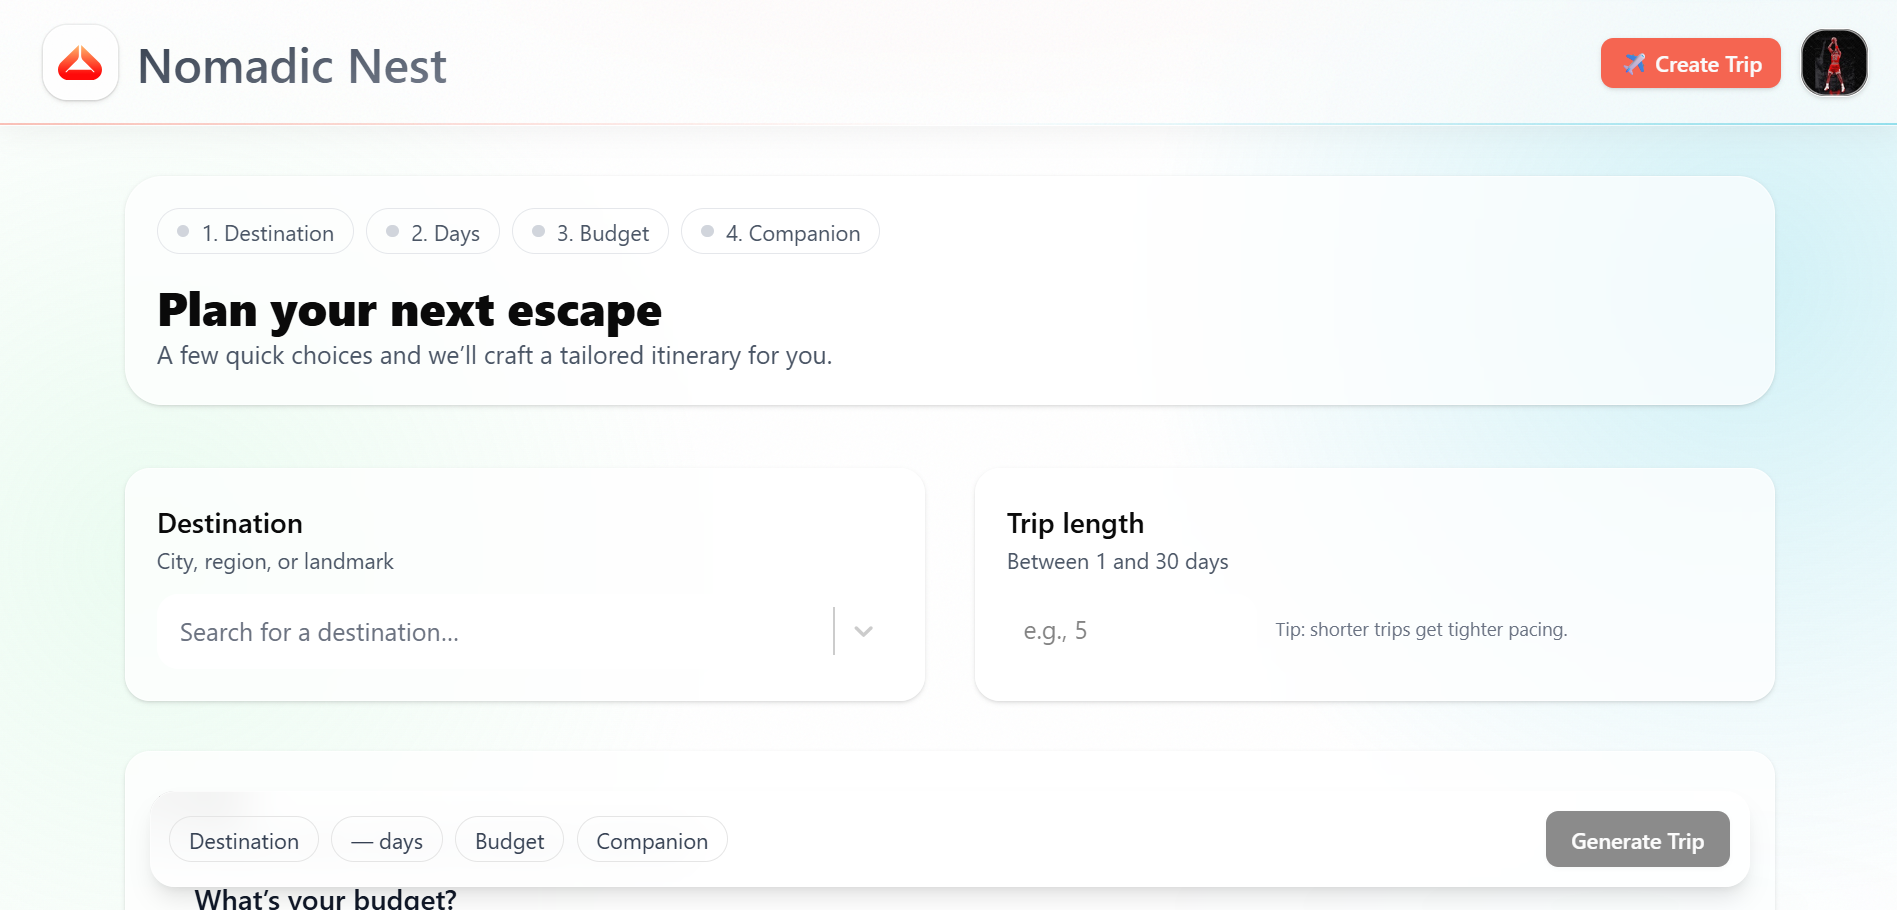 Nomadic Nest
✈️ Create Trip
1. Destination
2. Days
3. Budget
4. Companion
Plan your next escape
A few quick choices and we’ll craft a tailored itinerary for you.
Destination
City, region, or landmark
Search for a destination...
Trip length
Between 1 and 30 days
e.g., 5
Tip: shorter trips get tighter pacing.
Destination
— days
Budget
Companion
Generate Trip
What’s your budget?